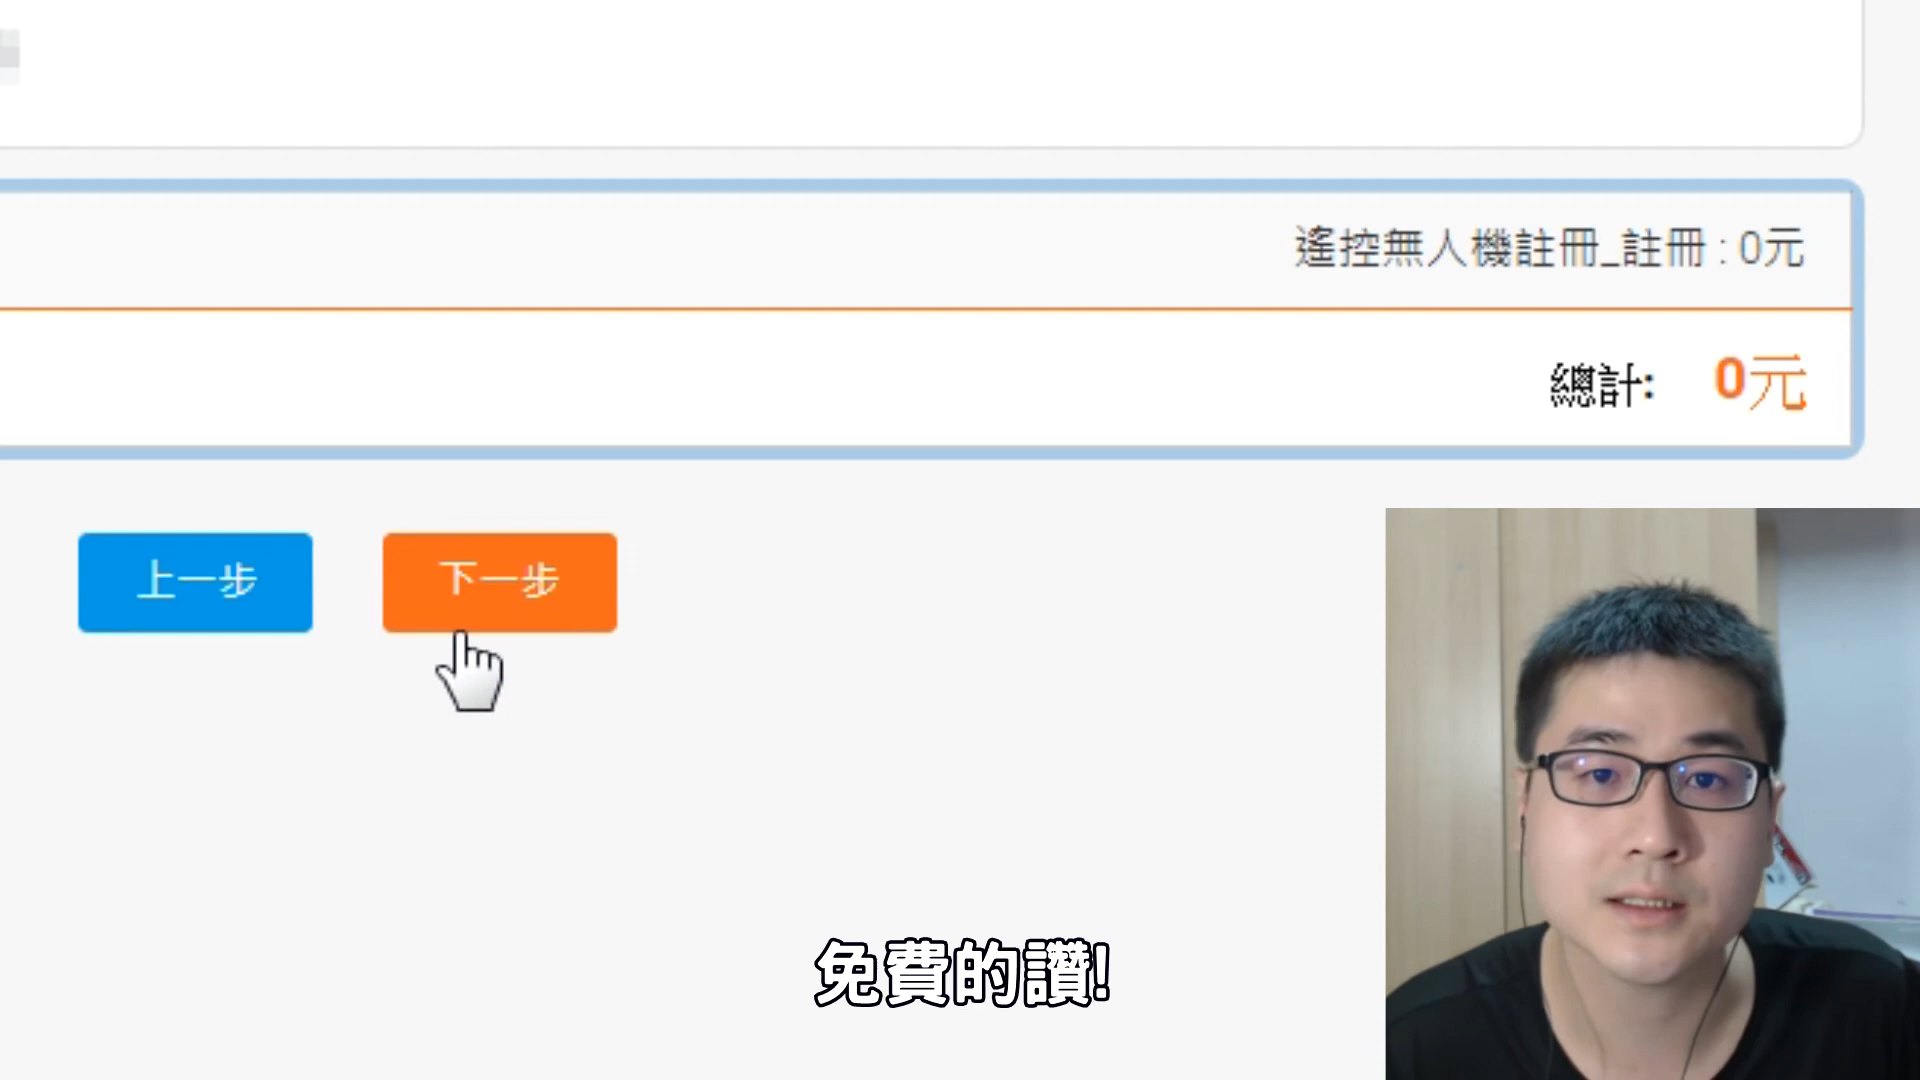 遙控無人機註冊_註冊 : 0元
總計: 0元
上一步 下一步
免費的讚!